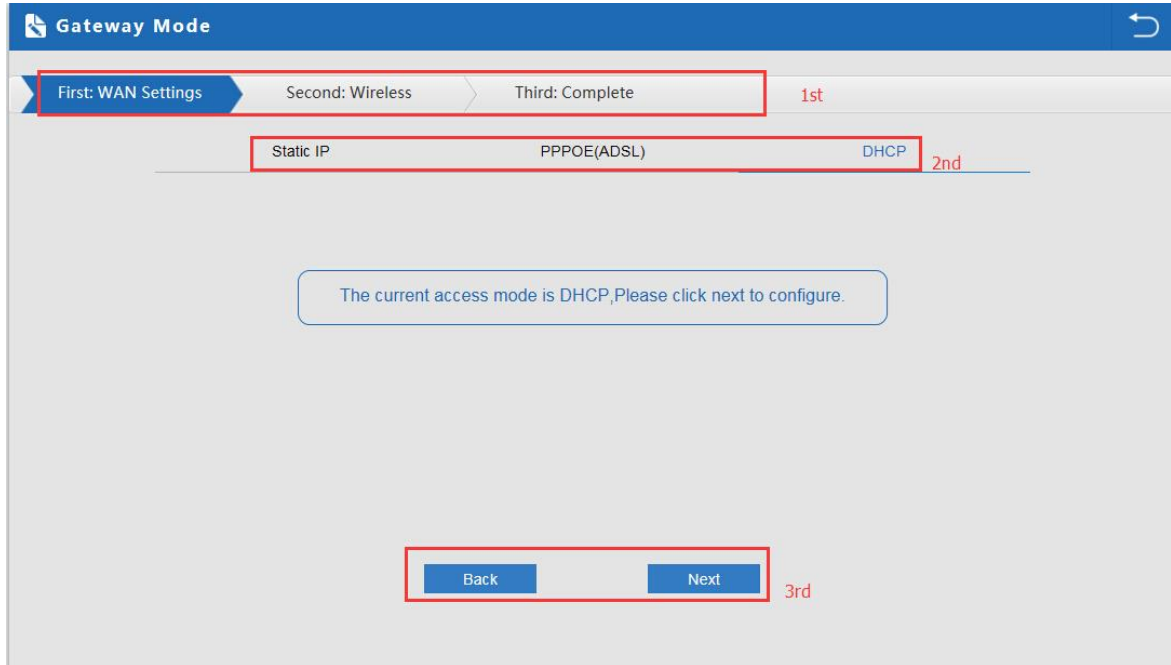 Gateway Mode
First: WAN Settings Second: Wireless Third: Complete 1st
Static IP PPPOE(ADSL) DHCP 2nd
The current access mode is DHCP,Please click next to configure.
Back Next 3rd